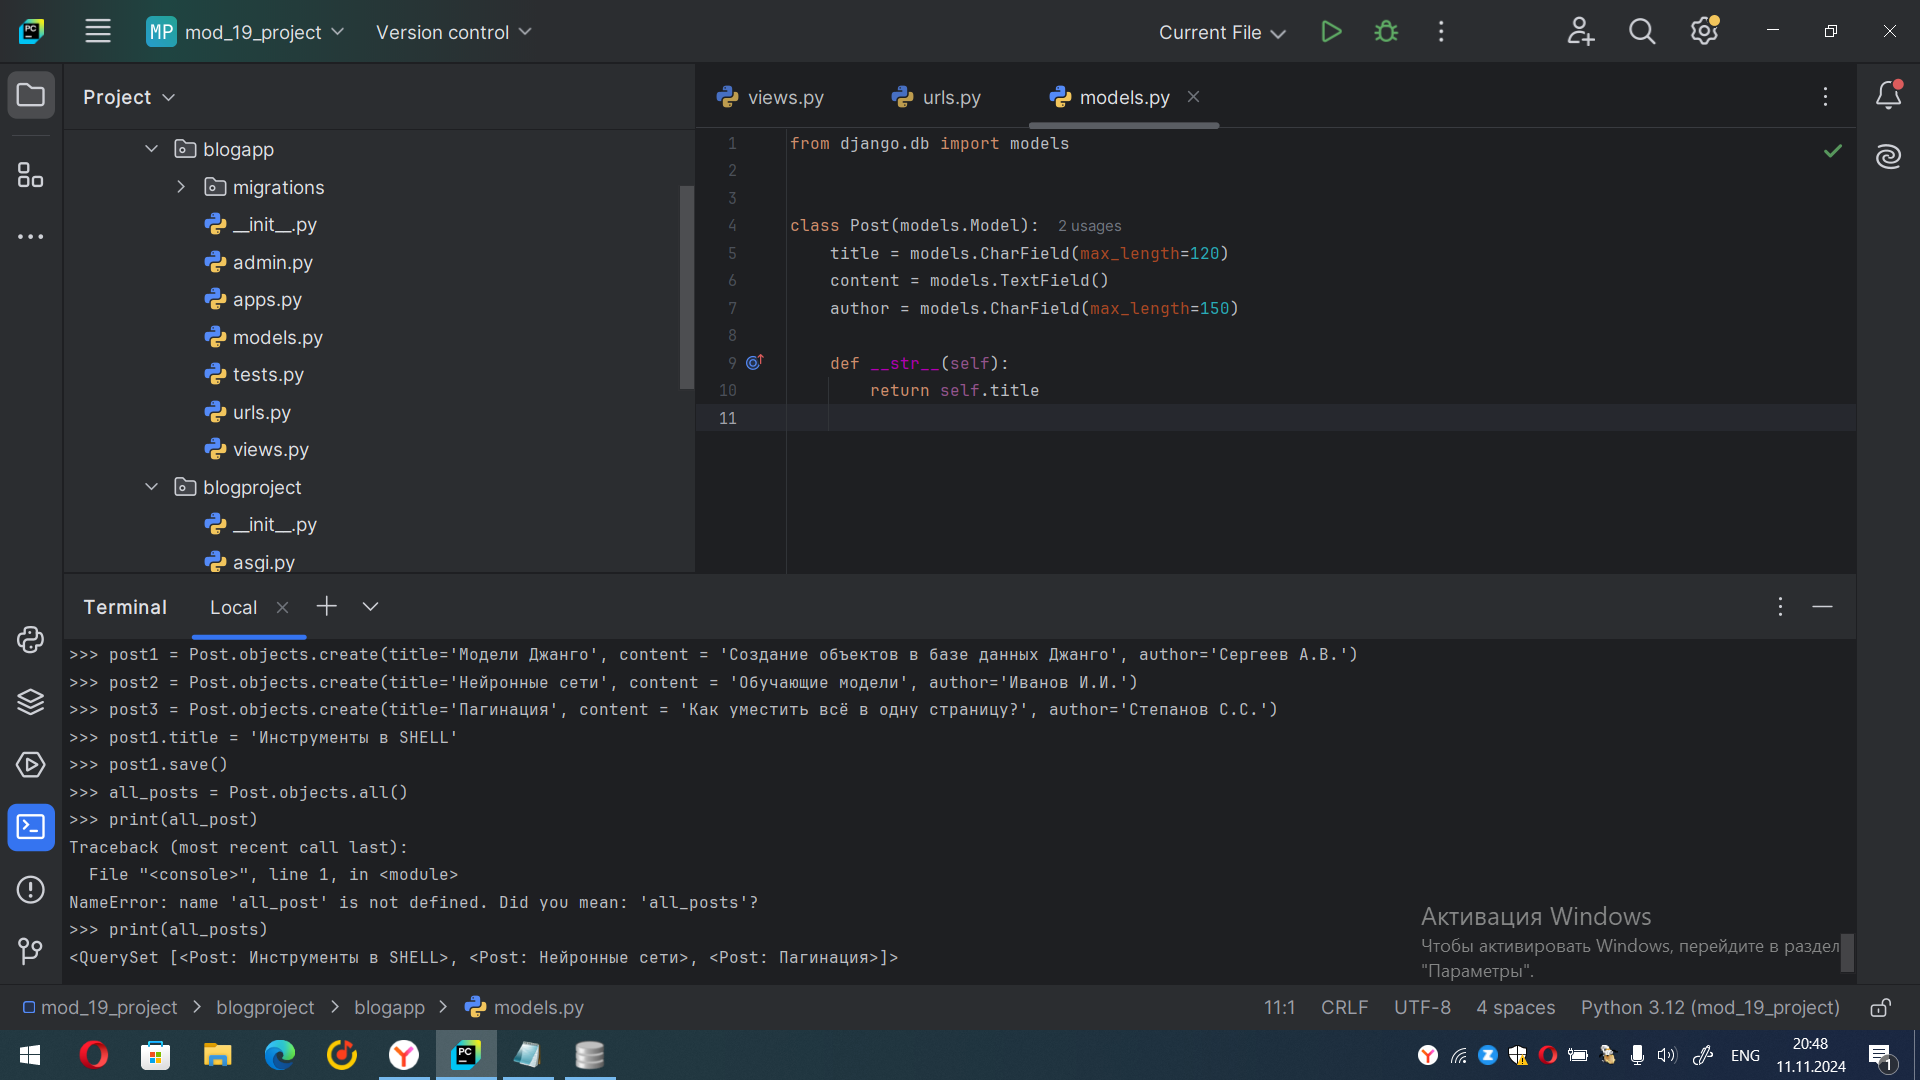 PC
MP mod_19_project
Version control
Current File
Project
views.py
urls.py
models.py
blogapp
migrations
__init__.py
admin.py
apps.py
models.py
tests.py
urls.py
views.py
blogproject
__init__.py
asgi.py
1 from django.db import models
2
3
4 class Post(models.Model): 2 usages
5 title = models.CharField(max_length=120)
6 content = models.TextField()
7 author = models.CharField(max_length=150)
8
9 def __str__(self):
10 return self.title
11
Terminal
Local
>>> post1 = Post.objects.create(title='Модели Джанго', content = 'Создание объектов в базе данных Джанго', author='Сергеев А.В.')
>>> post2 = Post.objects.create(title='Нейронные сети', content = 'Обучающие модели', author='Иванов И.И.')
>>> post3 = Post.objects.create(title='Пагинация', content = 'Как уместить всё в одну страницу?', author='Степанов С.С.')
>>> post1.title = 'Инструменты в SHELL'
>>> post1.save()
>>> all_posts = Post.objects.all()
>>> print(all_post)
Traceback (most recent call last):
File "<console>", line 1, in <module>
NameError: name 'all_post' is not defined. Did you mean: 'all_posts'?
>>> print(all_posts)
<QuerySet [<Post: Инструменты в SHELL>, <Post: Нейронные сети>, <Post: Пагинация>]>
Активация Windows
Чтобы активировать Windows, перейдите в раздел
"Параметры".
mod_19_project > blogproject > blogapp > models.py
11:1 CRLF UTF-8 4 spaces Python 3.12 (mod_19_project)
PC
ENG
20:48
11.11.2024
1